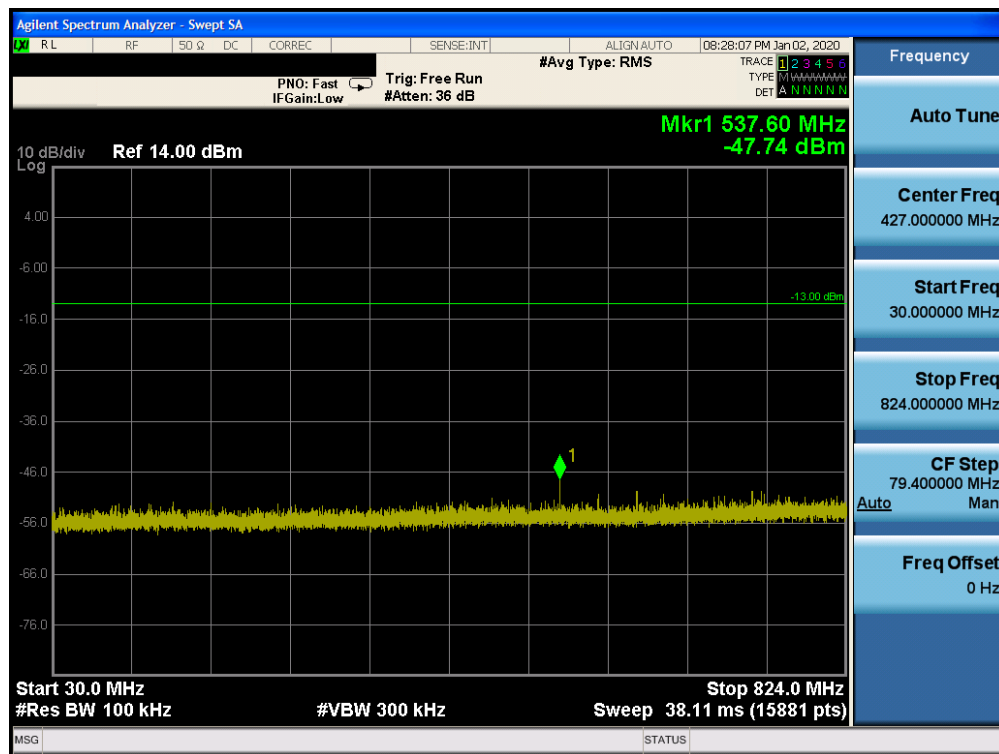 Agilent Spectrum Analyzer - Swept SA
LXI RL RF 50 Ω DC CORREC SENSE:INT ALIGN AUTO 08:28:07 PM Jan 02, 2020
#Avg Type: RMS TRACE 1 2 3 4 5 6
PNO: Fast Trig: Free Run TYPE M WWWWW
IFGain:Low #Atten: 36 dB DET A N N N N N
Mkr1 537.60 MHz
-47.74 dBm
10 dB/div Ref 14.00 dBm
Log
4.00
-6.00
-13.00 dBm
-16.0
-26.0
-36.0
1
-46.0
-56.0
-66.0
-76.0
Start 30.0 MHz Stop 824.0 MHz
#Res BW 100 kHz #VBW 300 kHz Sweep 38.11 ms (15881 pts)
MSG STATUS
Frequency
Auto Tune
Center Freq
427.000000 MHz
Start Freq
30.000000 MHz
Stop Freq
824.000000 MHz
CF Step
79.400000 MHz
Auto Man
Freq Offset
0 Hz